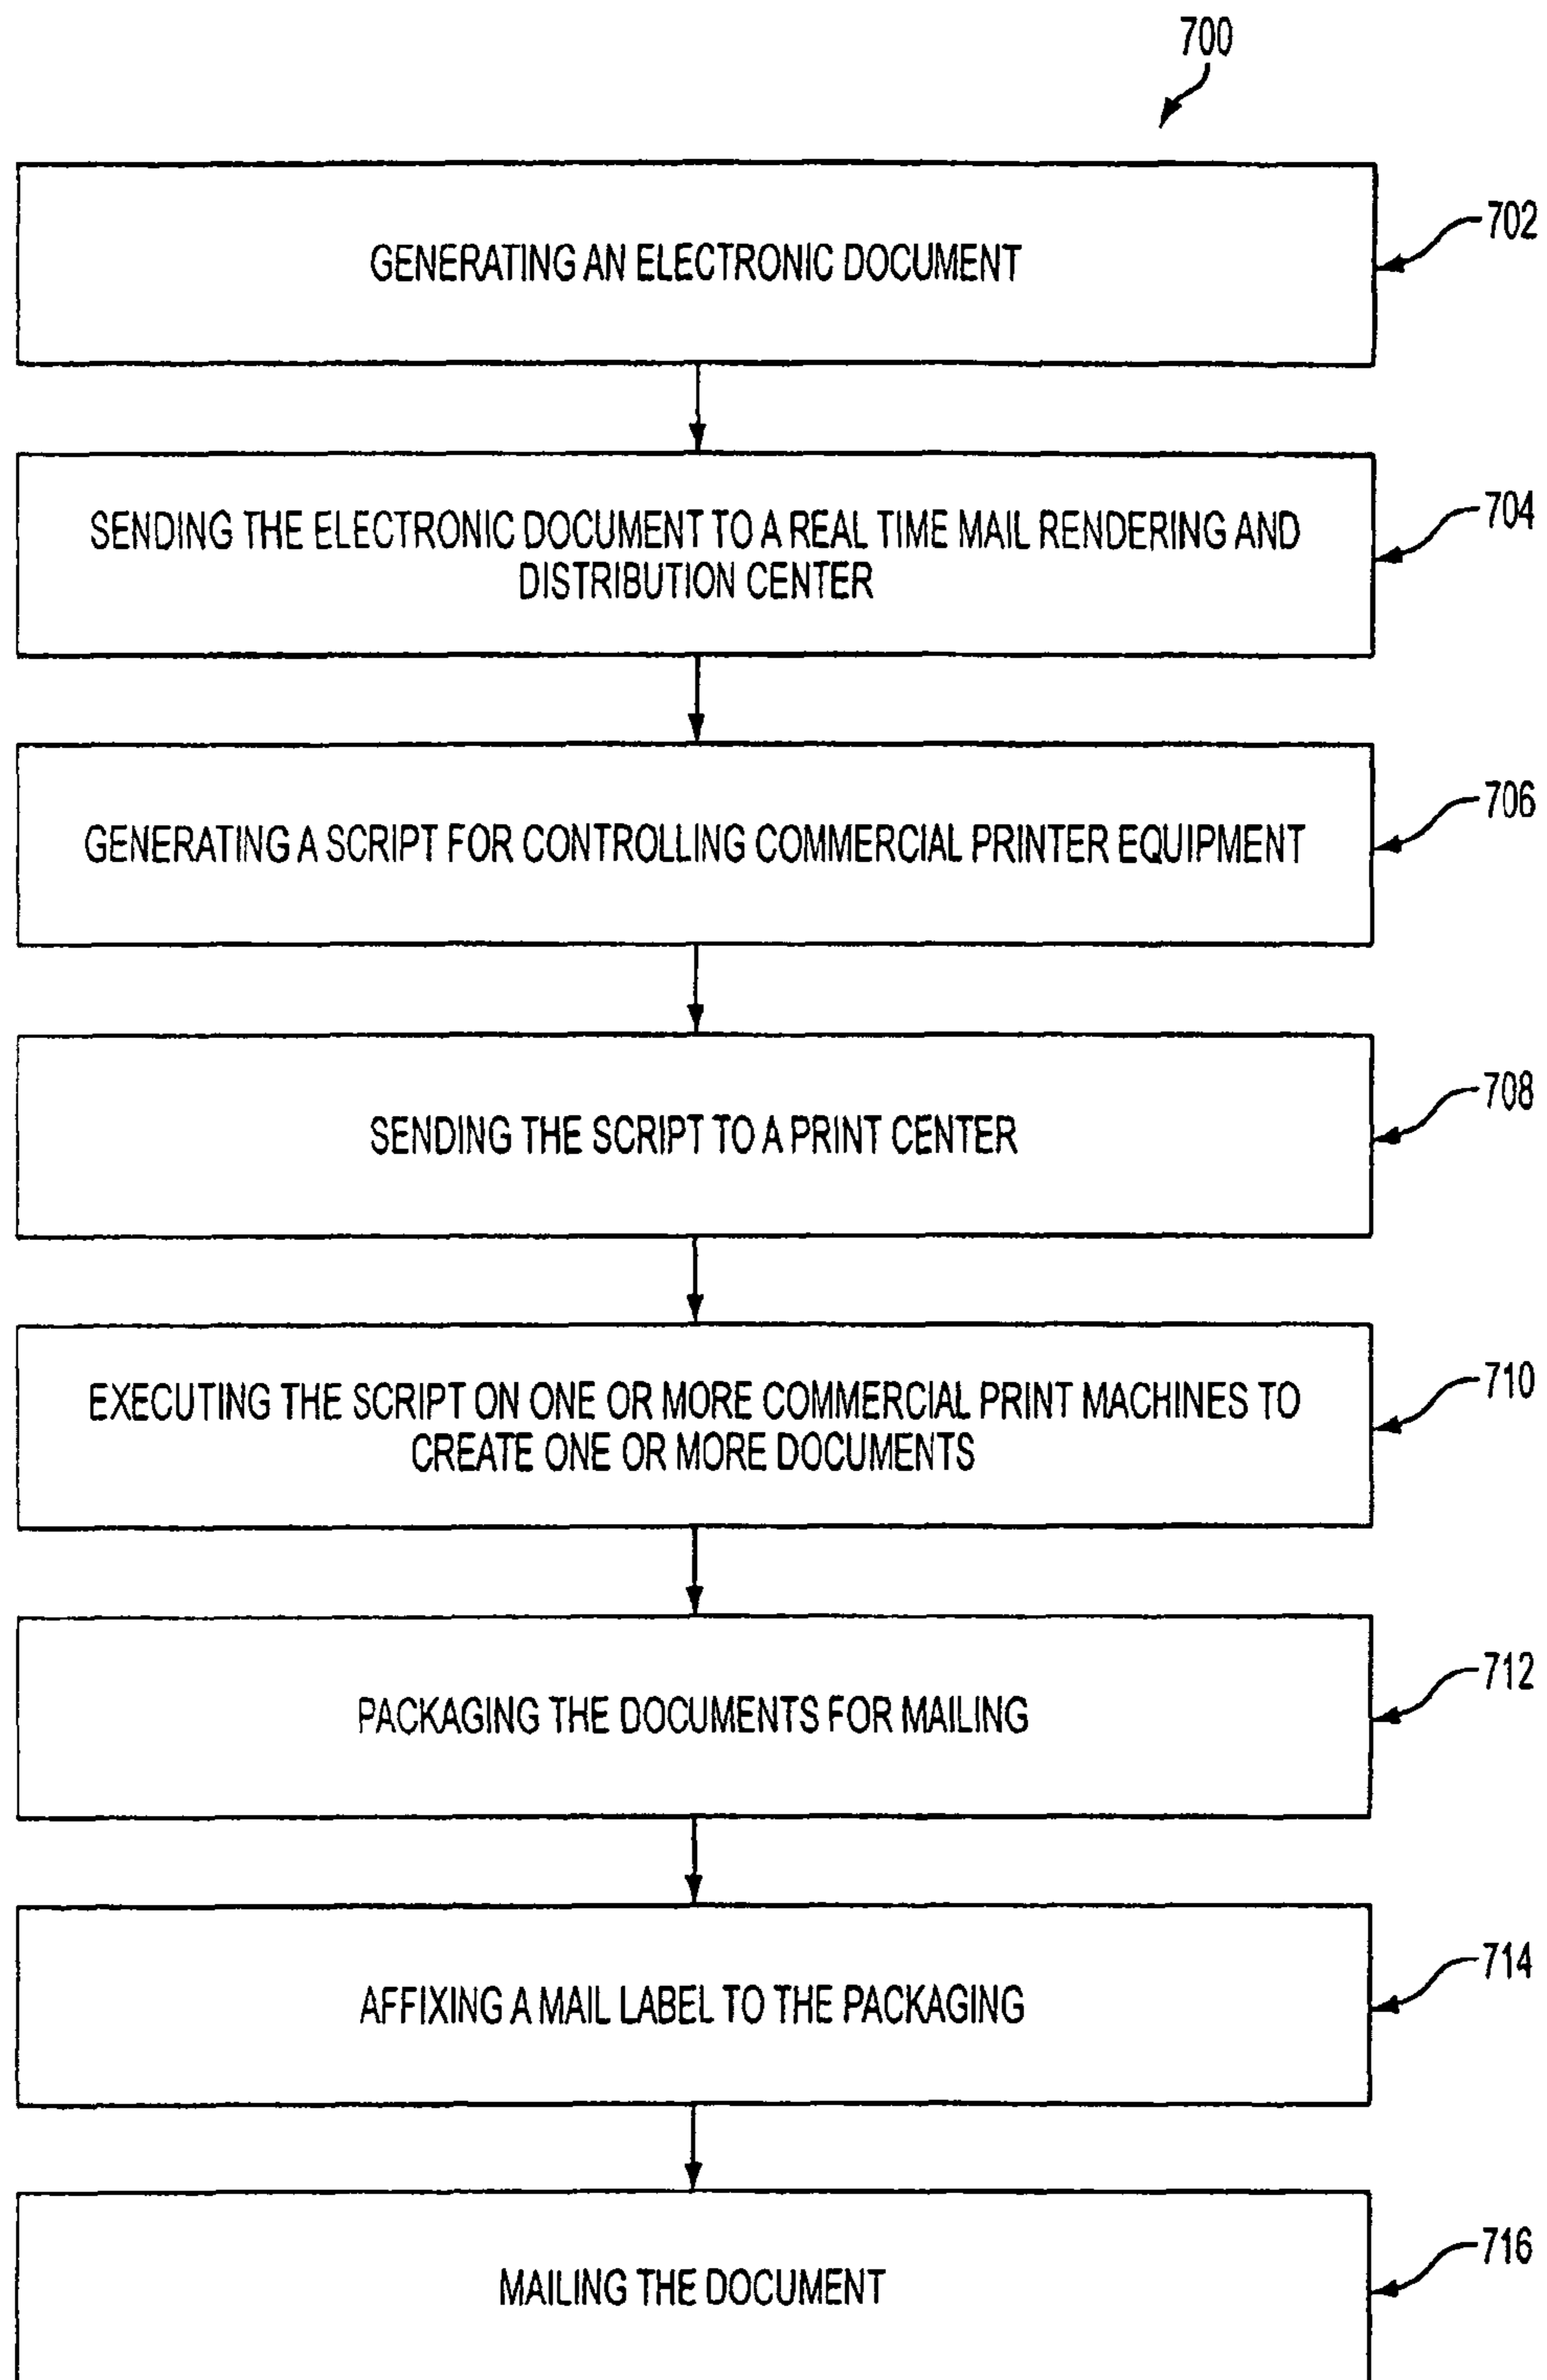 700
GENERATING AN ELECTRONIC DOCUMENT
702
SENDING THE ELECTRONIC DOCUMENT TO A REAL TIME MAIL RENDERING AND
DISTRIBUTION CENTER
704
GENERATING A SCRIPT FOR CONTROLLING COMMERCIAL PRINTER EQUIPMENT
706
SENDING THE SCRIPT TO A PRINT CENTER
708
EXECUTING THE SCRIPT ON ONE OR MORE COMMERCIAL PRINT MACHINES TO
CREATE ONE OR MORE DOCUMENTS
710
PACKAGING THE DOCUMENTS FOR MAILING
712
AFFIXING A MAIL LABEL TO THE PACKAGING
714
MAILING THE DOCUMENT
716